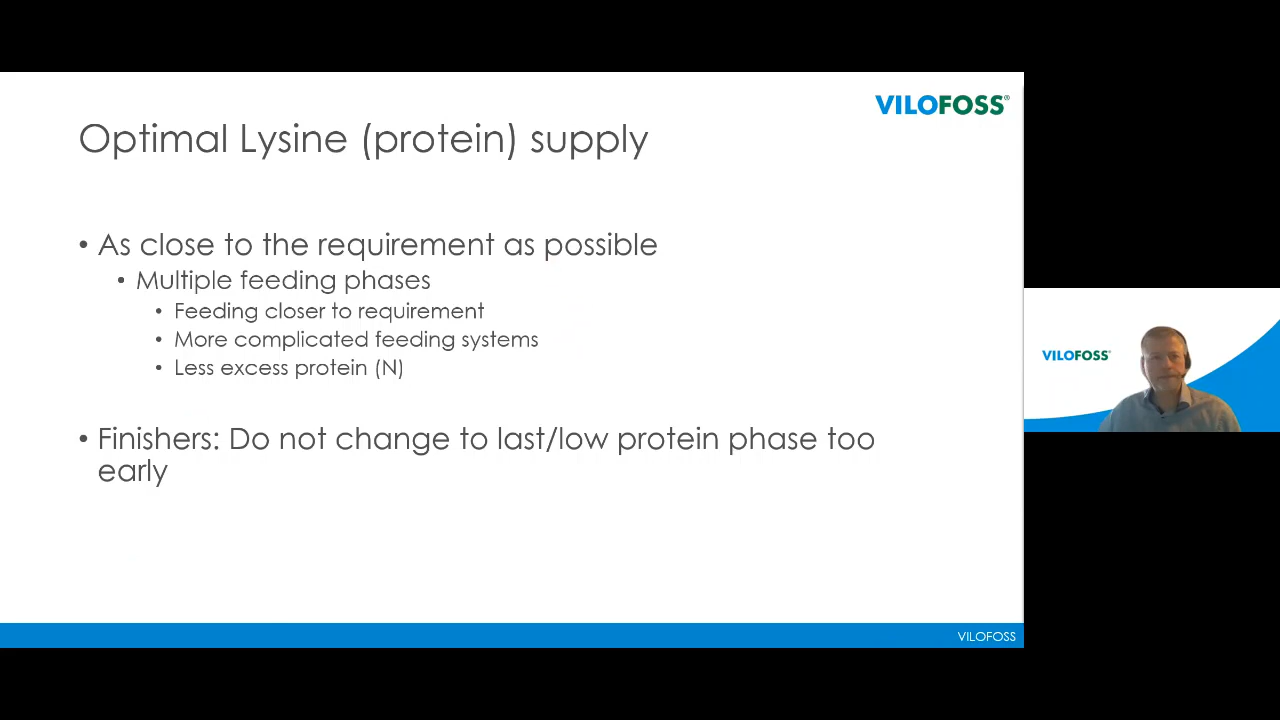 VILOFOSS®
Optimal Lysine (protein) supply
• As close to the requirement as possible
• Multiple feeding phases
• Feeding closer to requirement
• More complicated feeding systems
• Less excess protein (N)
• Finishers: Do not change to last/low protein phase too
early
VILOFOSS
VILOFOSS®